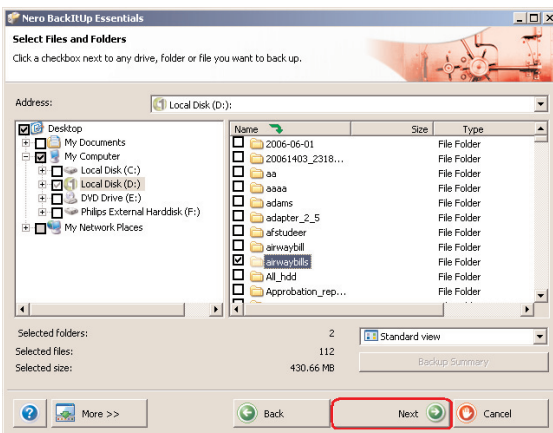 Nero BackItUp Essentials
Select Files and Folders
Click a checkbox next to any drive, folder or file you want to back up.
Address:
Local Disk (D:):
Desktop
My Documents
My Computer
Local Disk (C:)
Local Disk (D:)
DVD Drive (E:)
Philips External Harddisk (F:)
My Network Places
Name Size Type
2006-06-01 File Folder
20061403_2318... File Folder
aa File Folder
aaaa File Folder
adams File Folder
adapter_2_5 File Folder
afstudeer File Folder
airwaybill File Folder
airwaybills File Folder
All_hdd File Folder
Approbation_rep... File Folder
Selected folders: 2
Standard view
Selected files: 112
Selected size: 430.66 MB
Backup Summary
More >>
Back
Next
Cancel